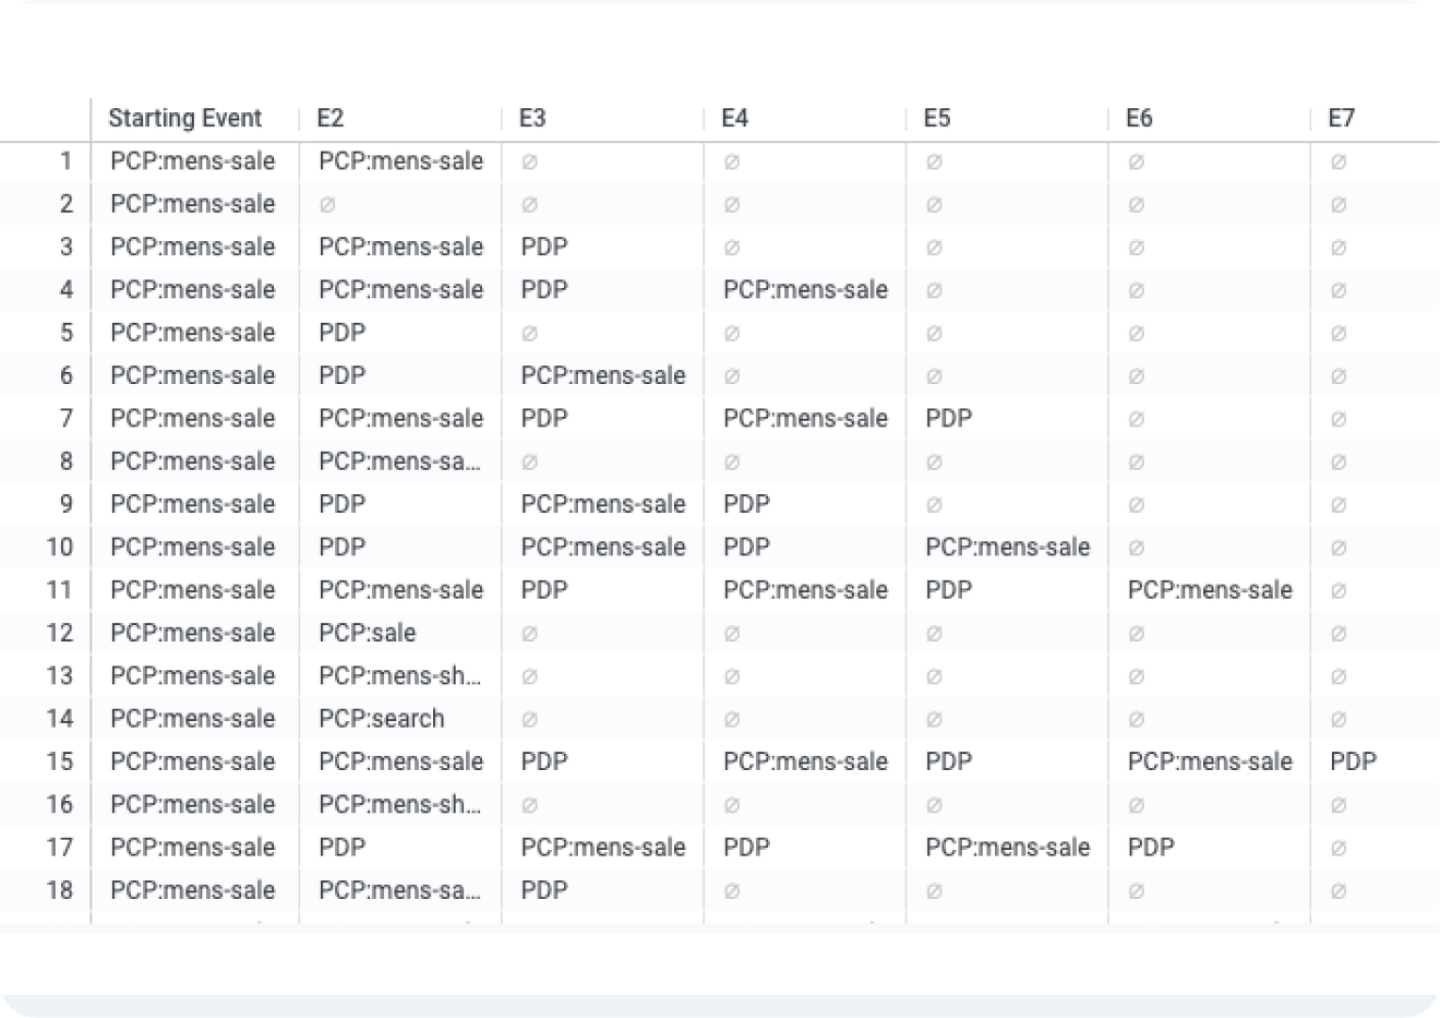 Starting Event E2 E3 E4 E5 E6 E7
1 PCP:mens-sale PCP:mens-sale ∅ ∅ ∅ ∅ ∅
2 PCP:mens-sale ∅ ∅ ∅ ∅ ∅ ∅
3 PCP:mens-sale PCP:mens-sale PDP ∅ ∅ ∅ ∅
4 PCP:mens-sale PCP:mens-sale PDP PCP:mens-sale ∅ ∅ ∅
5 PCP:mens-sale PDP ∅ ∅ ∅ ∅ ∅
6 PCP:mens-sale PDP PCP:mens-sale ∅ ∅ ∅ ∅
7 PCP:mens-sale PCP:mens-sale PDP PCP:mens-sale PDP ∅ ∅
8 PCP:mens-sale PCP:mens-sa... ∅ ∅ ∅ ∅ ∅
9 PCP:mens-sale PDP PCP:mens-sale PDP ∅ ∅ ∅
10 PCP:mens-sale PDP PCP:mens-sale PDP PCP:mens-sale ∅ ∅
11 PCP:mens-sale PCP:mens-sale PDP PCP:mens-sale PDP PCP:mens-sale ∅
12 PCP:mens-sale PCP:sale ∅ ∅ ∅ ∅ ∅
13 PCP:mens-sale PCP:mens-sh... ∅ ∅ ∅ ∅ ∅
14 PCP:mens-sale PCP:search ∅ ∅ ∅ ∅ ∅
15 PCP:mens-sale PCP:mens-sale PDP PCP:mens-sale PDP PCP:mens-sale PDP
16 PCP:mens-sale PCP:mens-sh... ∅ ∅ ∅ ∅ ∅
17 PCP:mens-sale PDP PCP:mens-sale PDP PCP:mens-sale PDP ∅
18 PCP:mens-sale PCP:mens-sa... PDP ∅ ∅ ∅ ∅